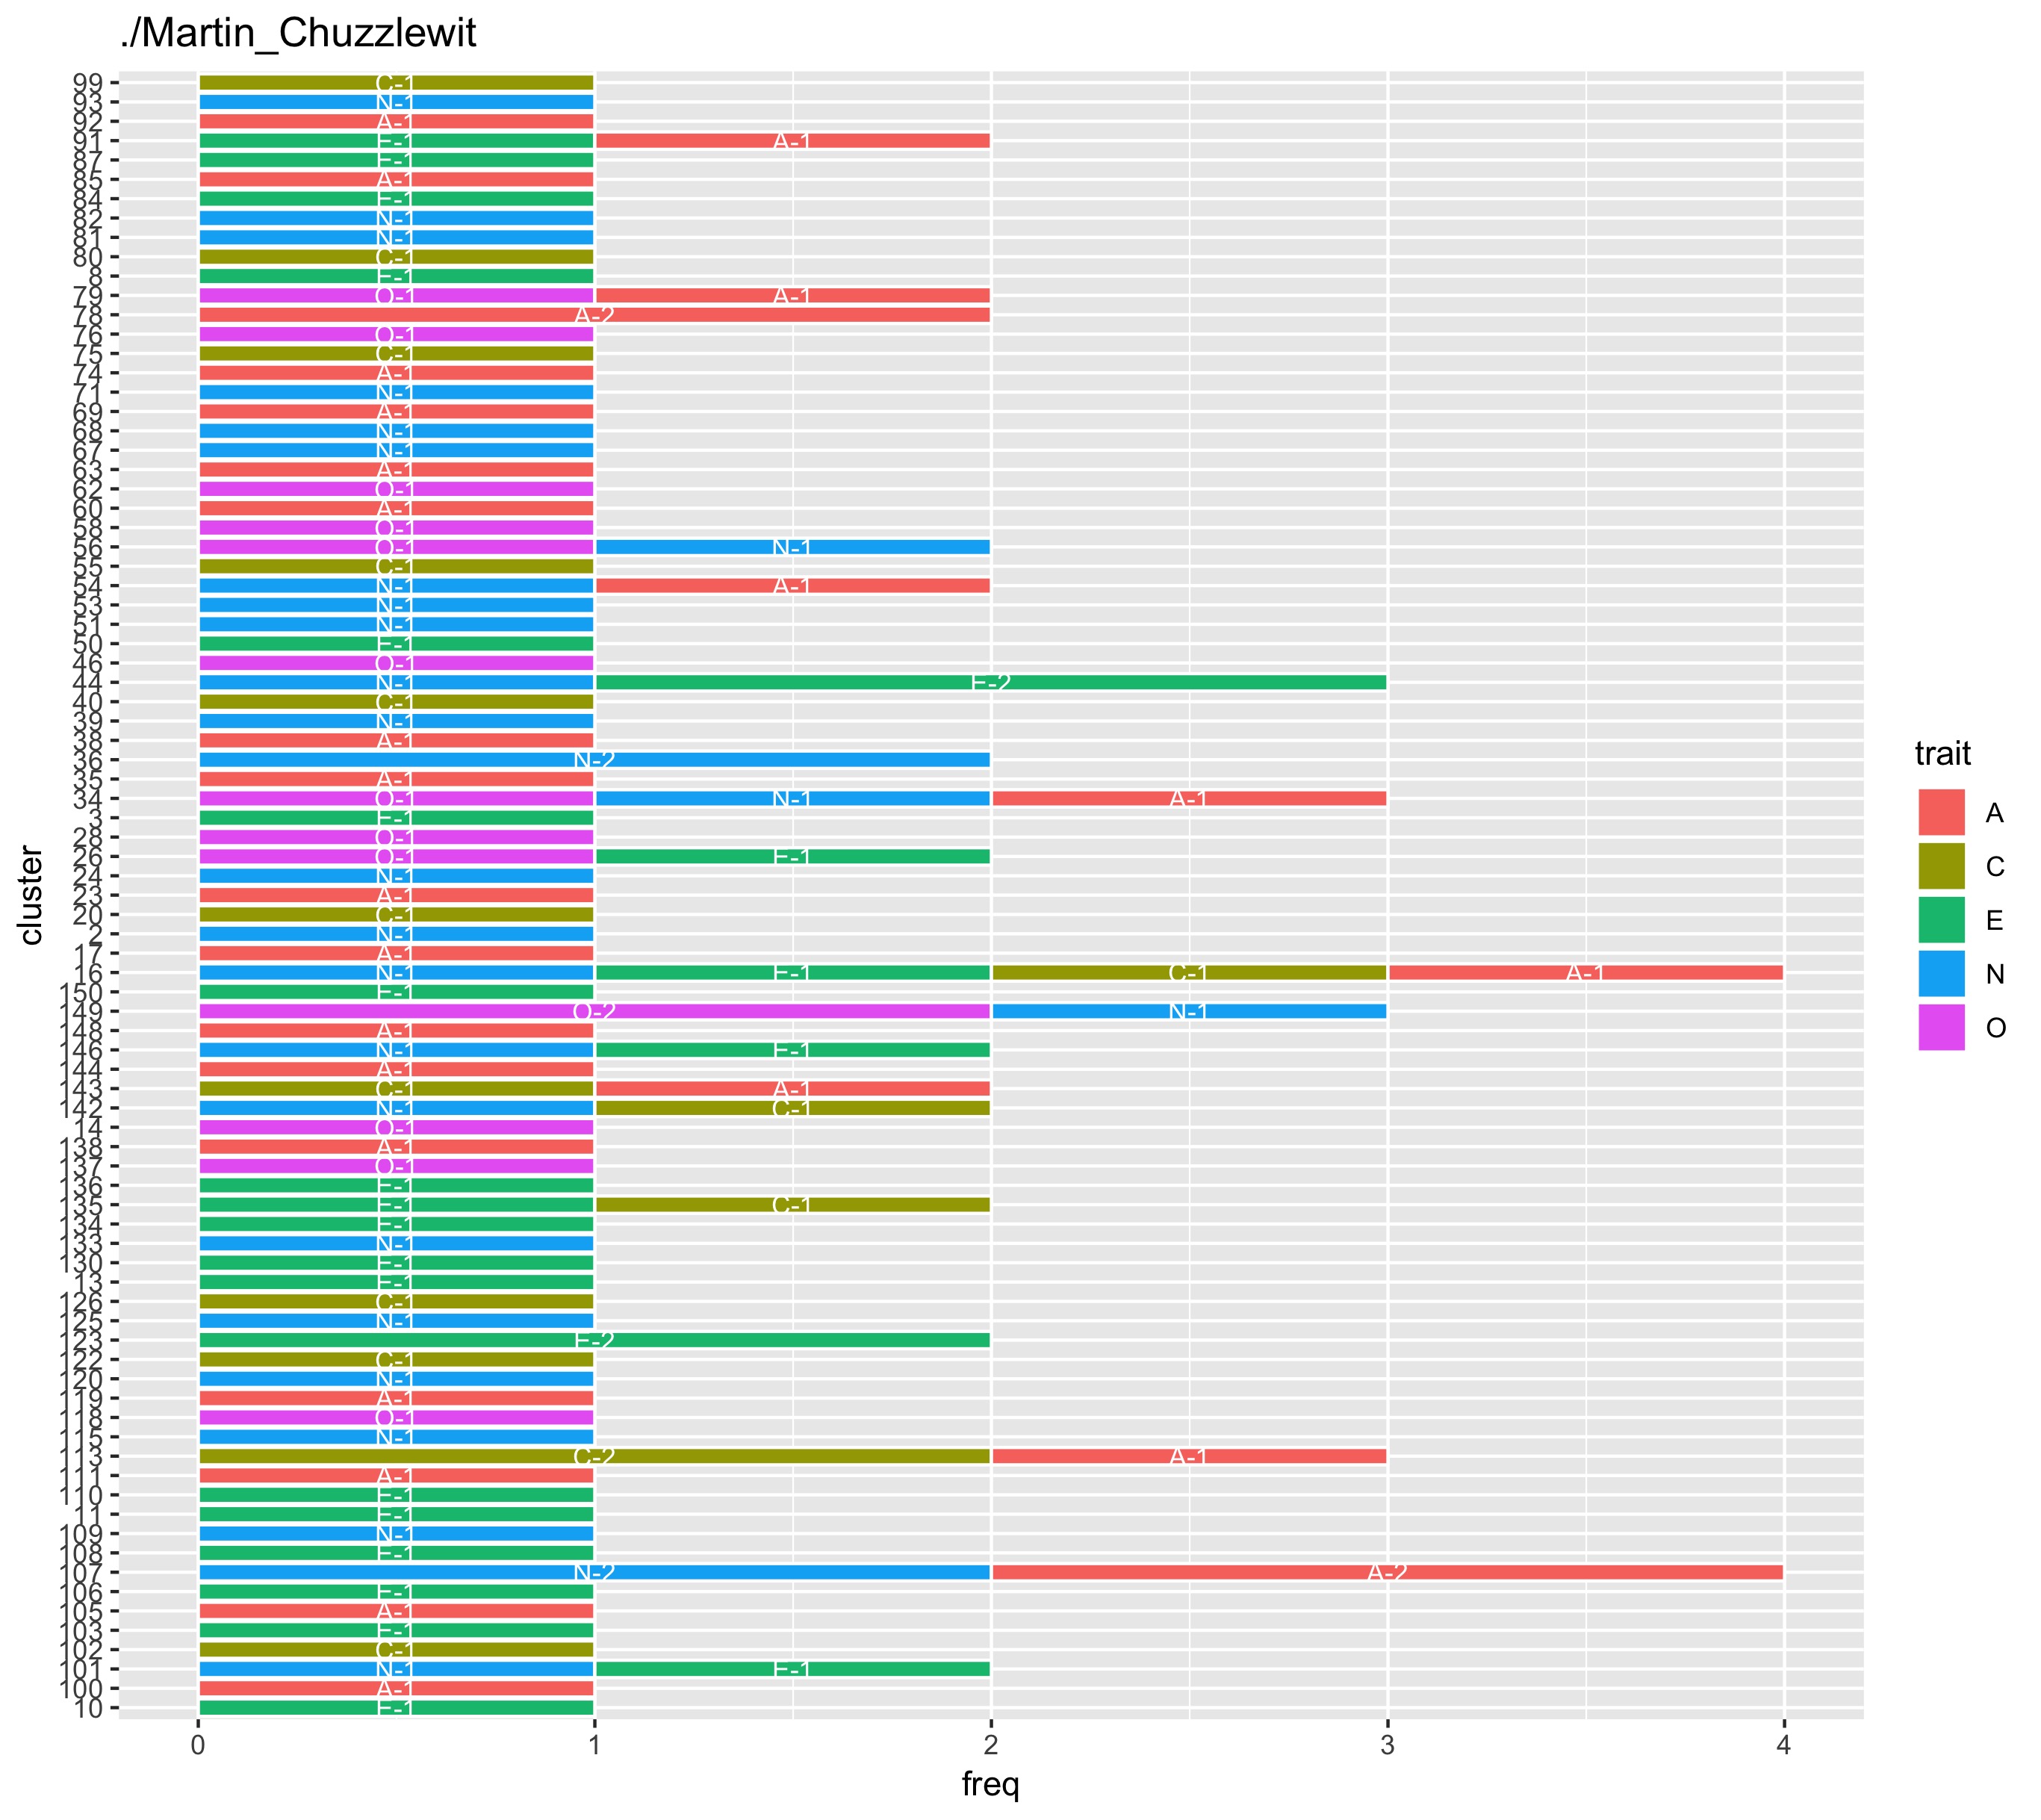 ./Martin_Chuzzlewit
99 C-1
93 N-1
92 A-1
91 E-1 A-1
87 E-1
85 A-1
84 E-1
82 N-1
81 N-1
80 C-1
8 E-1
79 O-1 A-1
78 A-2
76 O-1
75 C-1
74 A-1
71 N-1
69 A-1
68 N-1
67 N-1
63 A-1
62 O-1
60 A-1
58 O-1
56 O-1 N-1
55 C-1
54 N-1 A-1
53 N-1
51 N-1
50 E-1
46 O-1
44 N-1 E-2
40 C-1
39 N-1
38 A-1
36 N-2
35 A-1
34 O-1 N-1 A-1
3 E-1
28 O-1
26 O-1 E-1
24 N-1
23 A-1
20 C-1
2 N-1
17 A-1
16 N-1 E-1 C-1 A-1
150 E-1
149 O-2 N-1
148 A-1
146 N-1 E-1
144 A-1
143 C-1 A-1
142 N-1 C-1
14 O-1
138 A-1
137 O-1
136 E-1
135 E-1 C-1
134 E-1
133 N-1
130 E-1
13 E-1
126 C-1
125 N-1
123 E-2
122 C-1
120 N-1
119 A-1
118 O-1
115 N-1
113 C-2 A-1
111 A-1
110 E-1
11 E-1
109 N-1
108 E-1
107 N-2 A-2
106 E-1
105 A-1
103 E-1
102 C-1
101 N-1 E-1
100 A-1
10 E-1
0 1 2 3 4
freq
cluster
trait
A
C
E
N
O